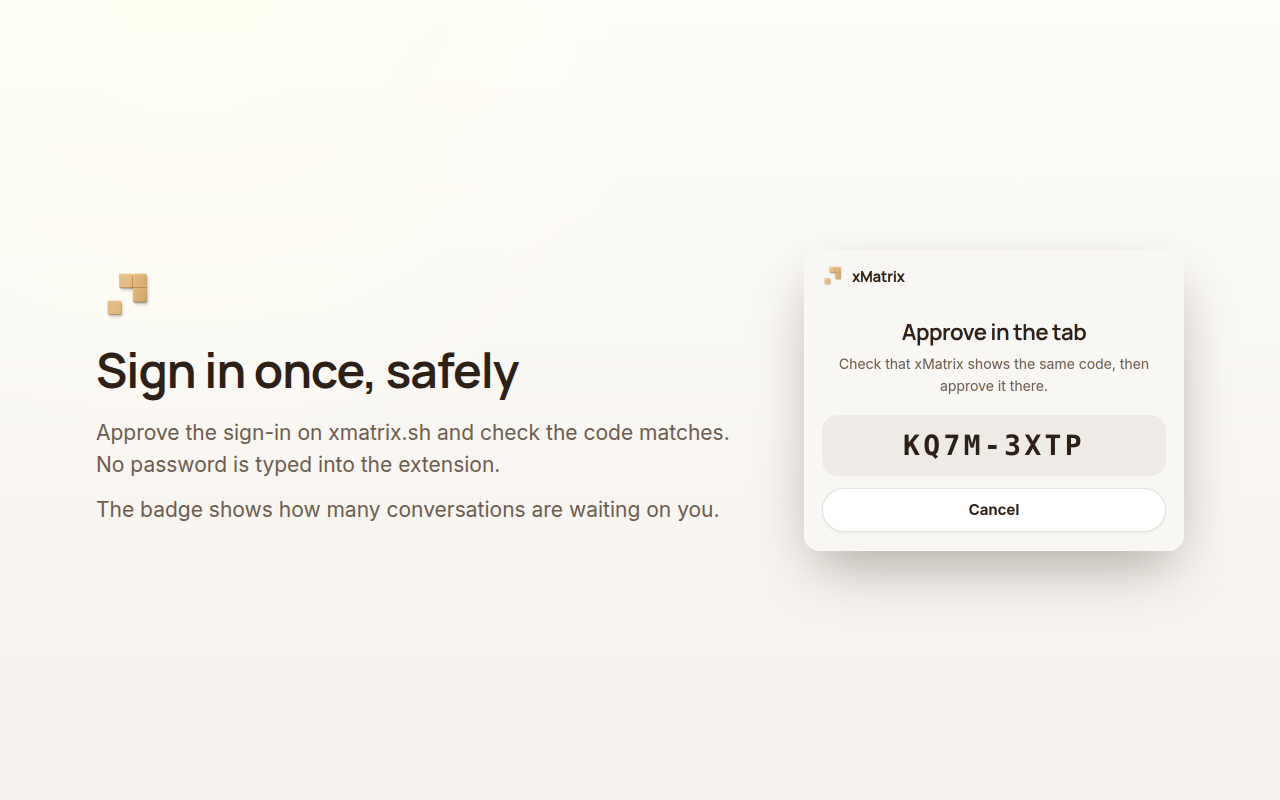 Sign in once, safely
Approve the sign-in on xmatrix.sh and check the code matches.
No password is typed into the extension.
The badge shows how many conversations are waiting on you.
xMatrix
Approve in the tab
Check that xMatrix shows the same code, then
approve it there.
KQ7M-3XTP
Cancel